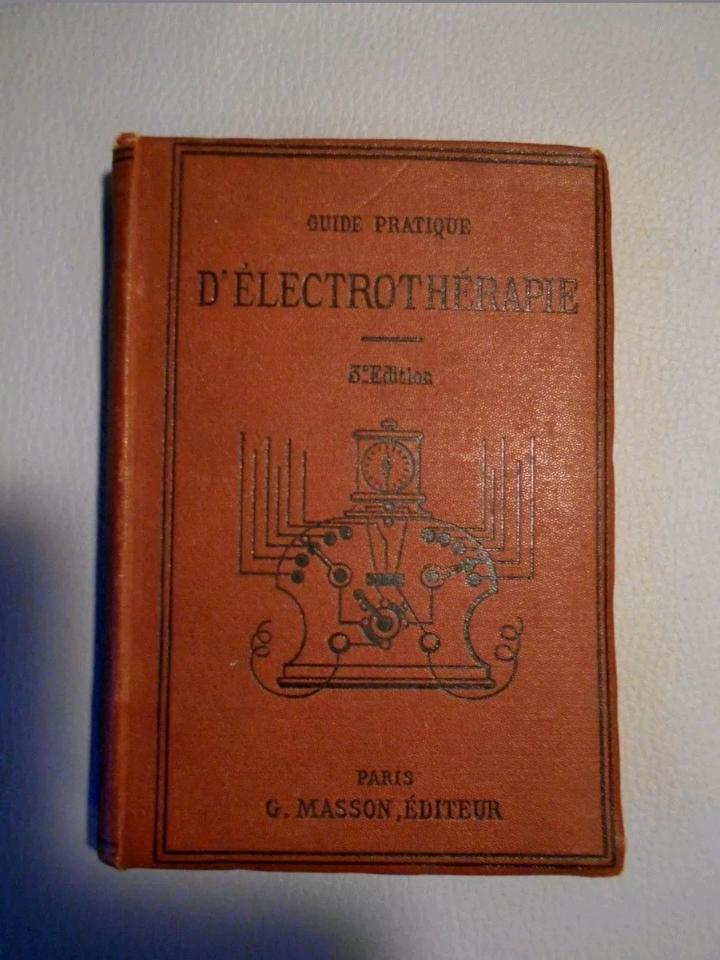 GUIDE PRATIQUE
D'ÉLECTROTHÉRAPIE
3e Edition
PARIS
G. MASSON, ÉDITEUR